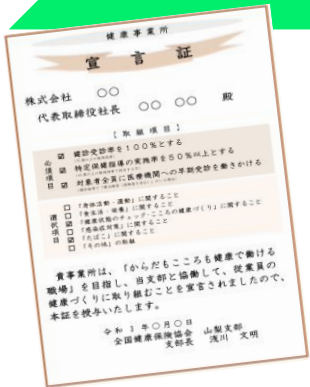 健康事業所
宣言証
株式会社 ○○
代表取締役社長 ○○ ○○ 殿
【取組項目】
必須項目
☑ 健診受診率を100%とする
☑ 特定保健指導の実施率を50%以上とする
☑ 対象者全員に医療機関への早期受診を働きかける
選択項目
□ 「身体活動・運動」に関すること
□ 「食生活・栄養」に関すること
☑ 「健康状態のチェック・こころの健康づくり」に関すること
□ 「感染症対策」に関すること
□ 「たばこ」に関すること
□ 「その他」の取組
貴事業所は、「からだもこころも健康で働ける
職場」を目指し、当支部と協働して、従業員の
健康づくりに取り組むことを宣言されましたので、
本証を授与いたします。
令和1年○月○日
全国健康保険協会 山梨支部
支部長 浅川 文明